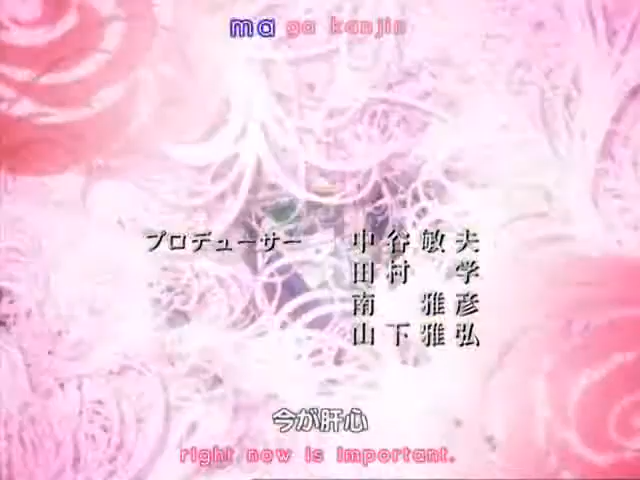 ma ga kanjin
プロデューサー 中谷敏夫
田村 学
南 雅彦
山下雅弘
今が肝心
right now is important.